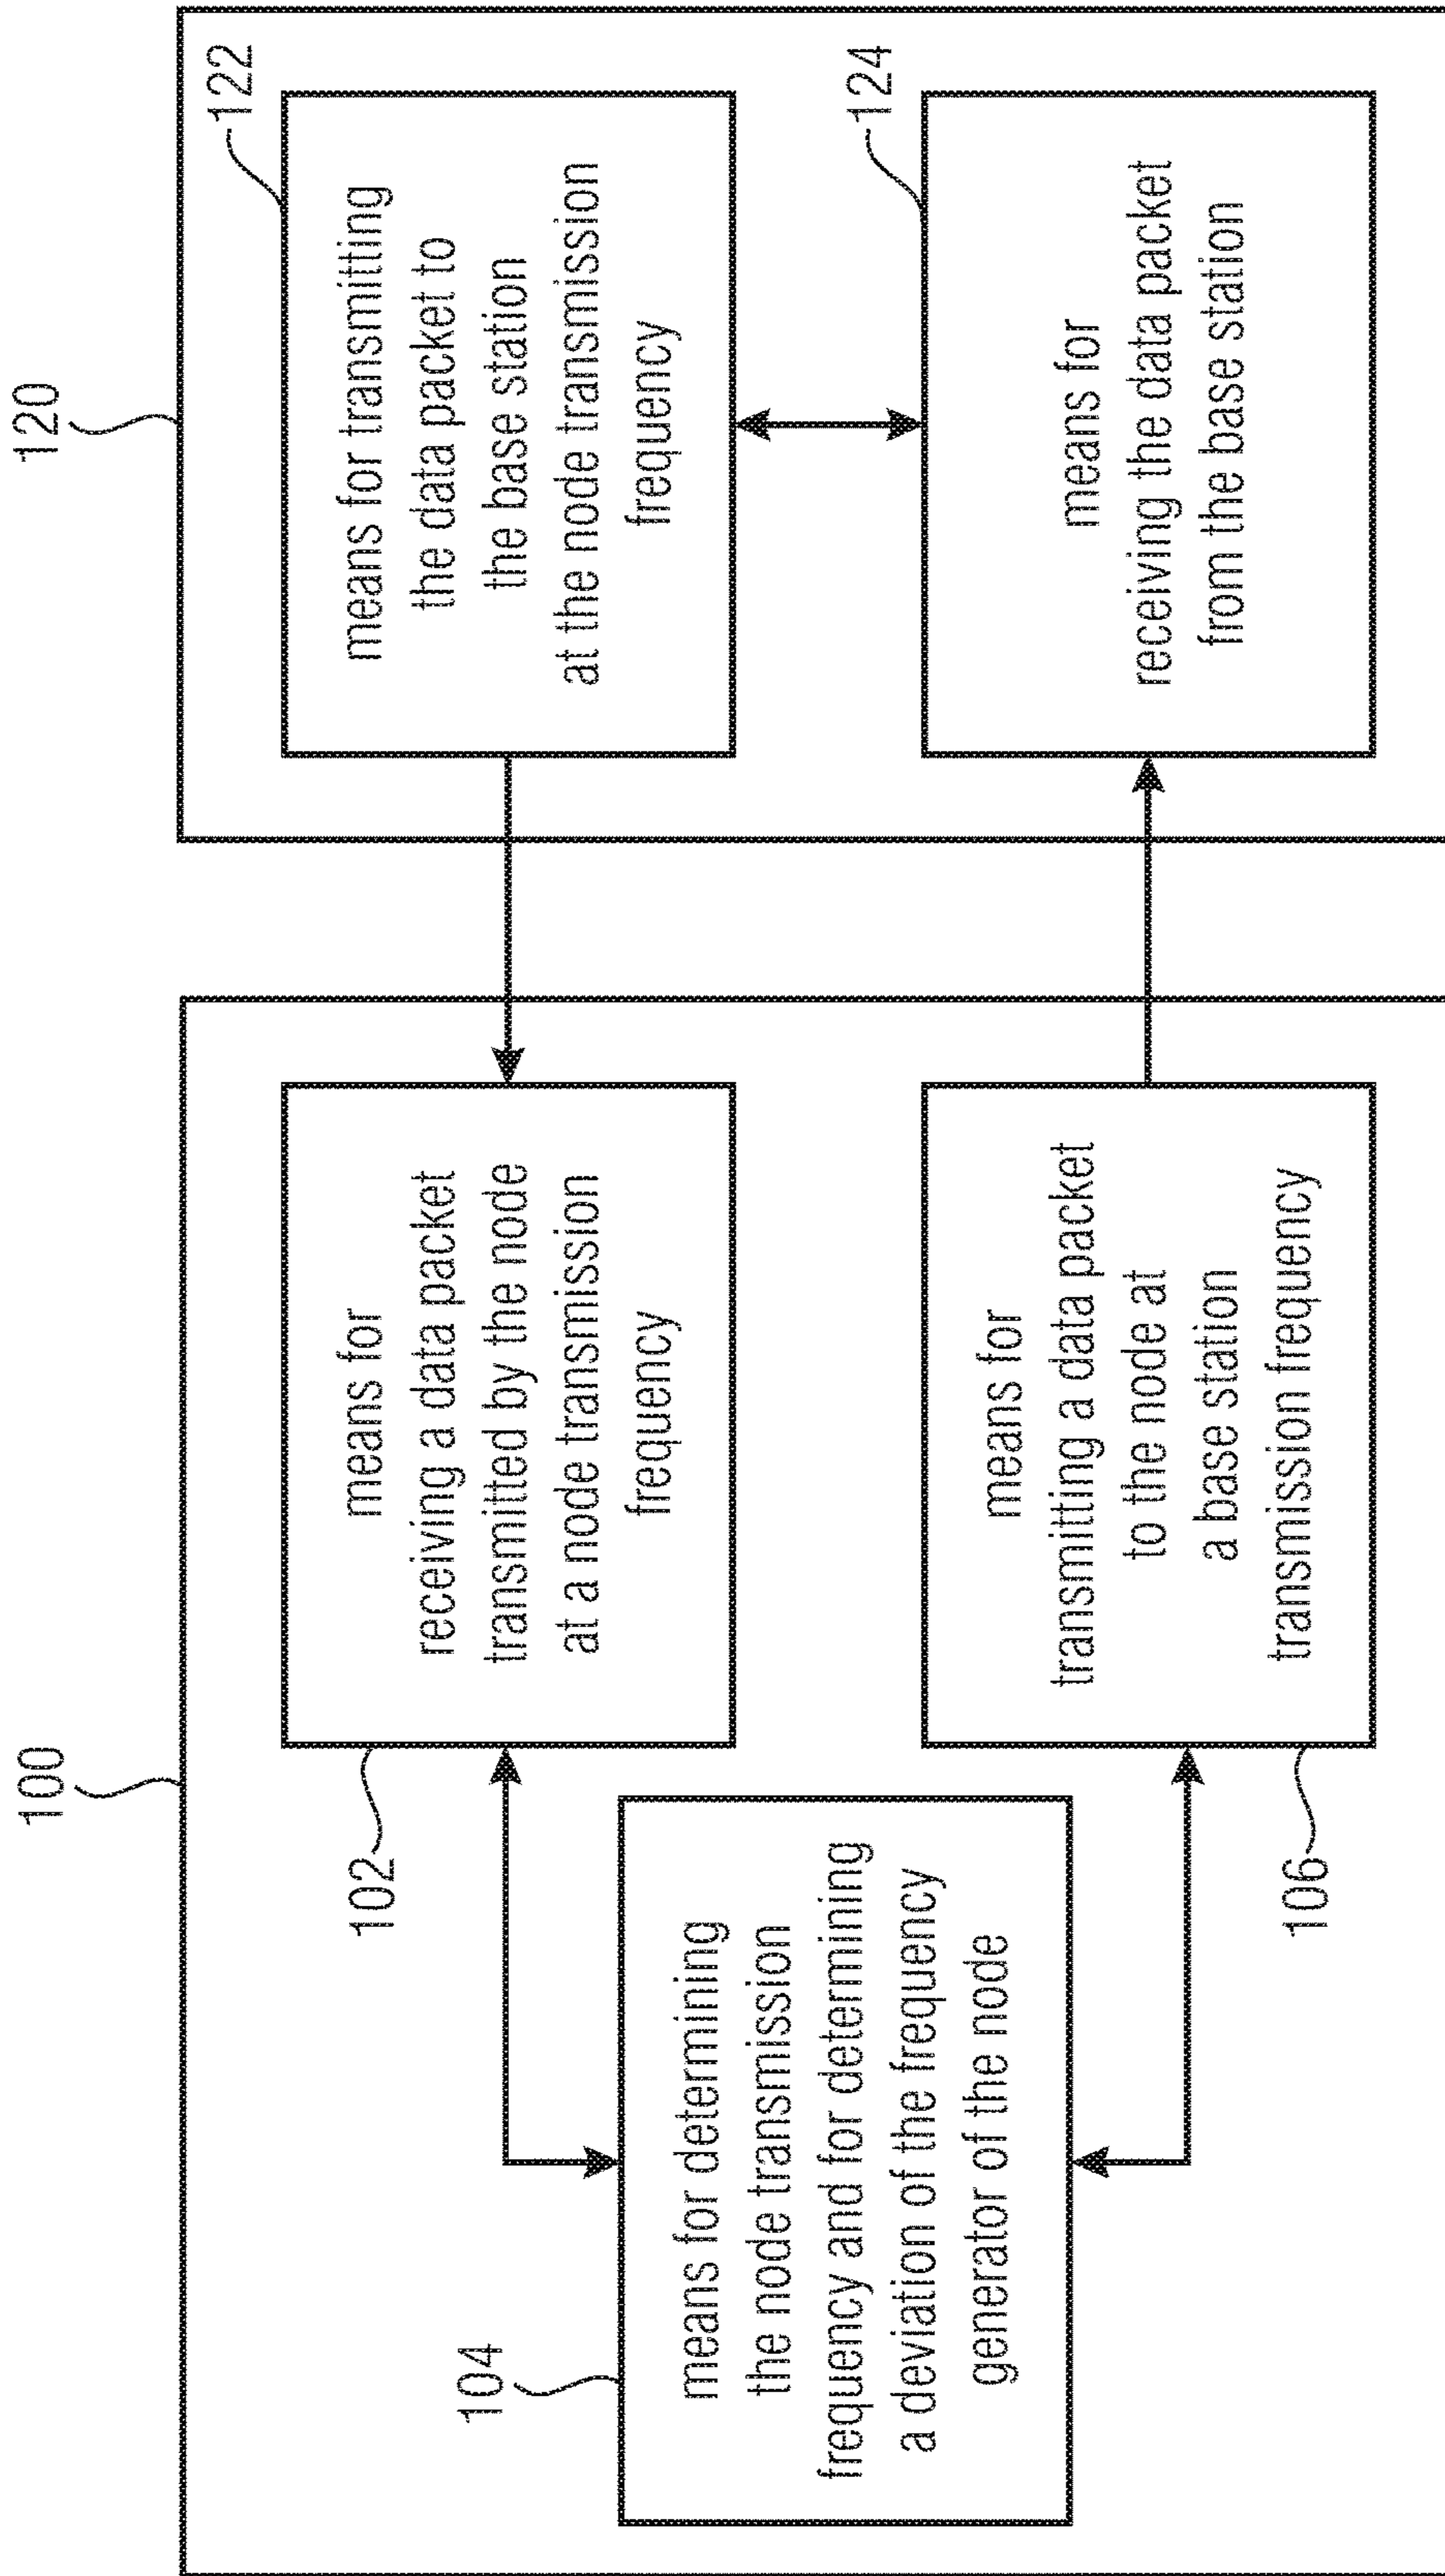 100
120
104
means for determining
the node transmission
frequency and for determining
a deviation of the frequency
generator of the node
102
means for
receiving a data packet
transmitted by the node
at a node transmission
frequency
106
means for
transmitting a data packet
to the node at
a base station
transmission frequency
122
means for transmitting
the data packet to
the base station
at the node transmission
frequency
124
means for
receiving the data packet
from the base station